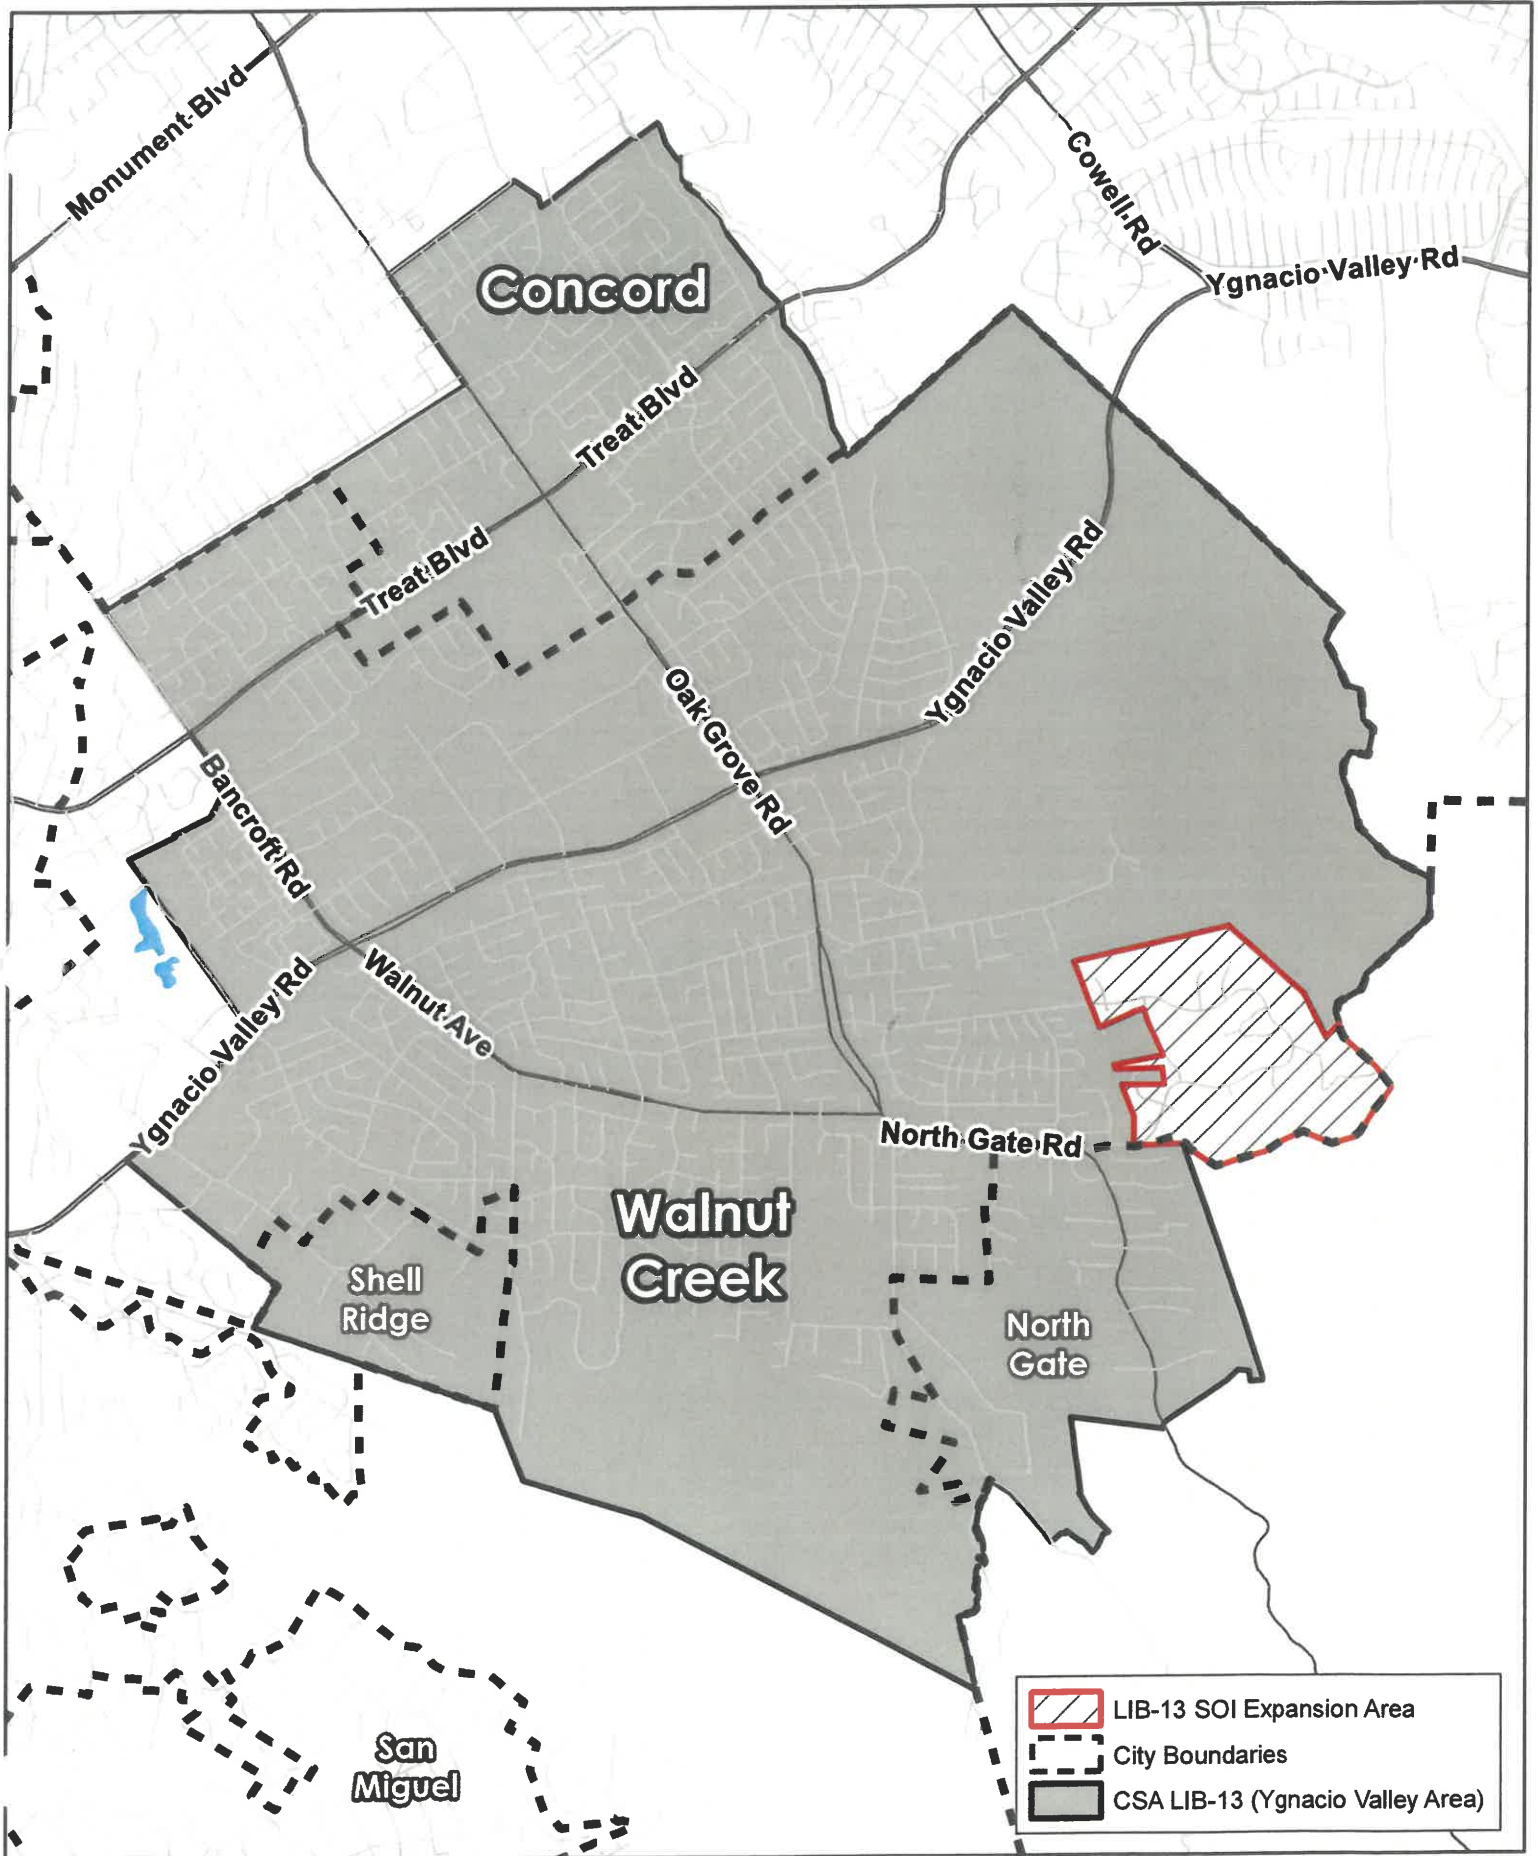 Monument Blvd
Cowell Rd
Ygnacio Valley Rd
Concord
Treat Blvd
Treat Blvd
Ygnacio Valley Rd
Oak Grove Rd
Bancroft Rd
Walnut Ave
Ygnacio Valley Rd
North Gate Rd
Walnut
Creek
Shell
Ridge
North
Gate
San
Miguel
LIB-13 SOI Expansion Area
City Boundaries
CSA LIB-13 (Ygnacio Valley Area)